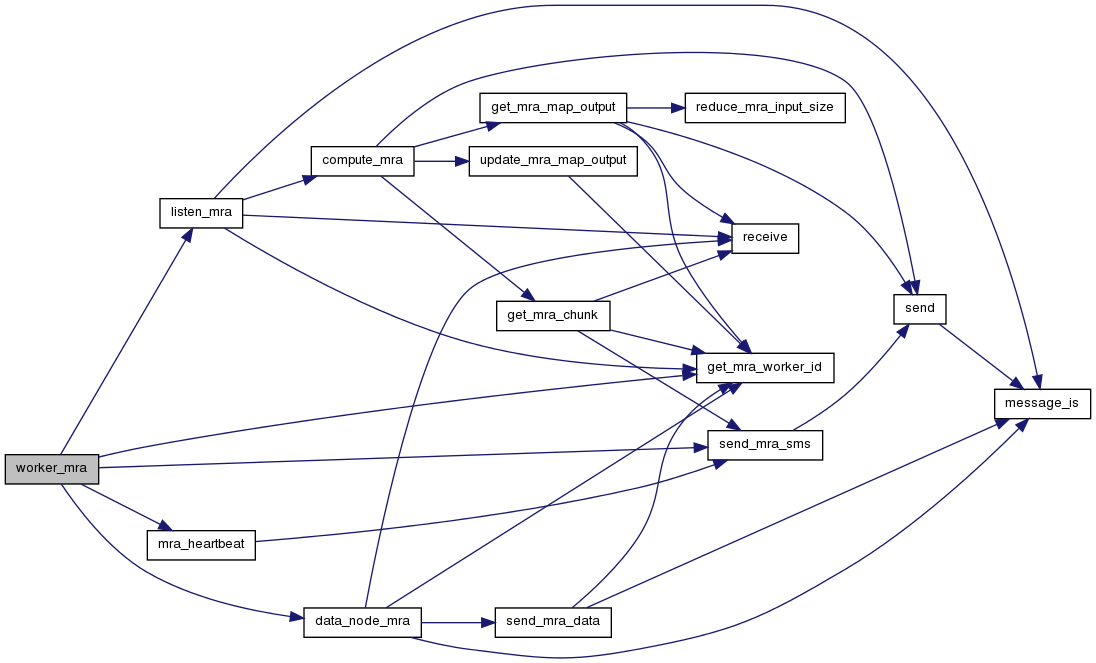 get_mra_map_output
reduce_mra_input_size
compute_mra
update_mra_map_output
listen_mra
receive
get_mra_chunk
send
get_mra_worker_id
message_is
send_mra_sms
worker_mra
mra_heartbeat
data_node_mra
send_mra_data